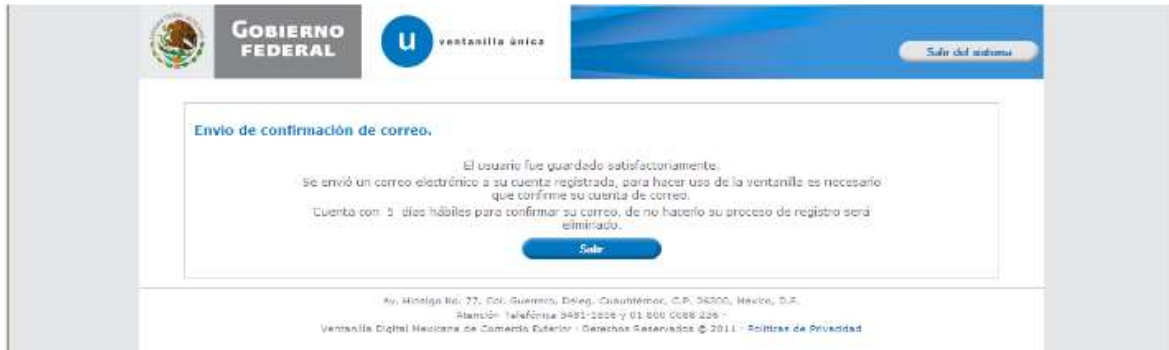 GOBIERNO
FEDERAL
u ventanilla única
Salir del sistema
Envio de confirmación de correo.
El usuario fue guardado satisfactoriamente.
Se envió un correo electrónico a su cuenta registrada, para hacer uso de la ventanilla es necesario
que confirme su cuenta de correo.
Cuenta con 5 días hábiles para confirmar su correo, de no hacerlo su proceso de registro será
eliminado.
Salir
Av. Hidalgo No. 77, Col. Guerrero, Deleg. Cuauhtémoc, C.P. 06300, México, D.F.
Atención Telefónica y 01 800
Ventanilla Digital Mexicana de Comercio Exterior - Derechos Reservados © 2011 - Políticas de Privacidad